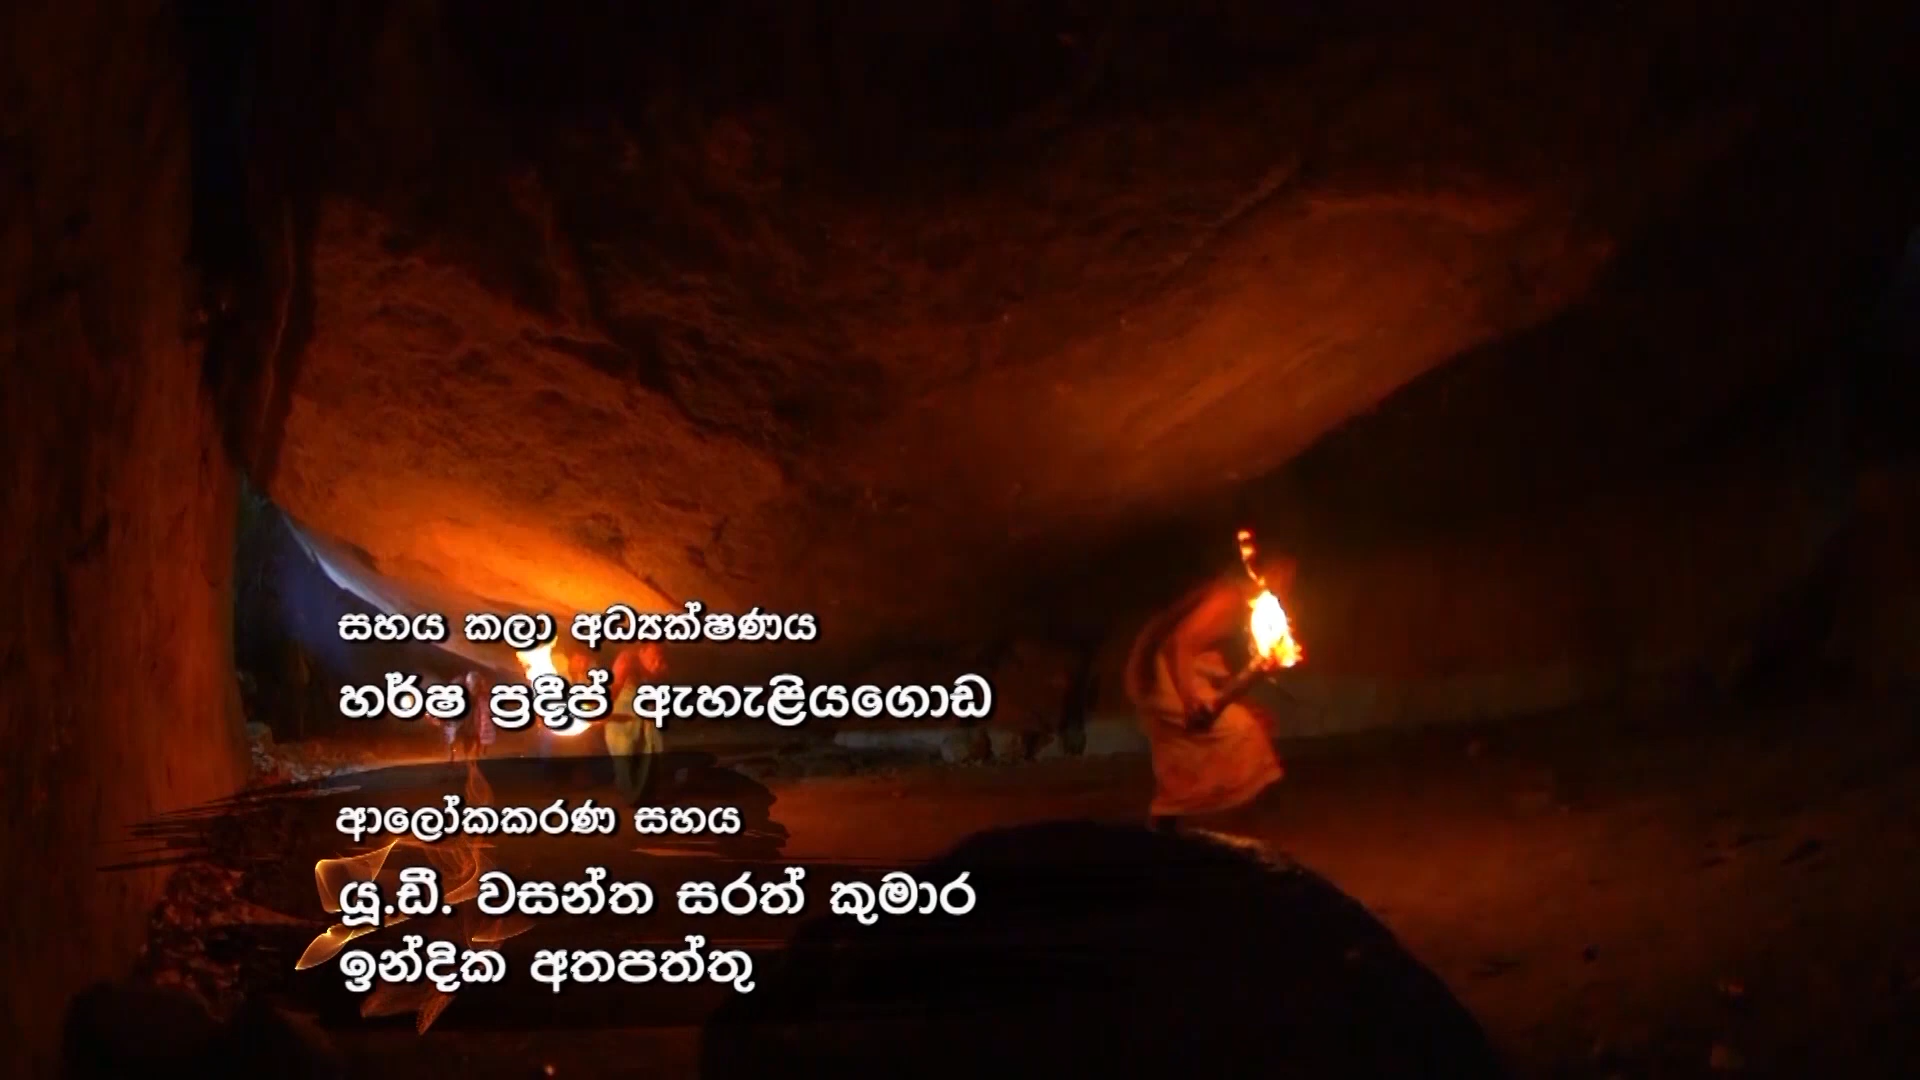 සහය කලා අධ්‍යක්ෂණය
හර්ෂ ප්‍රදීප් ඇහැළියගොඩ
ආලෝකකරණ සහය
යූ.ඩී. වසන්ත සරත් කුමාර
ඉන්දික අතපත්තු